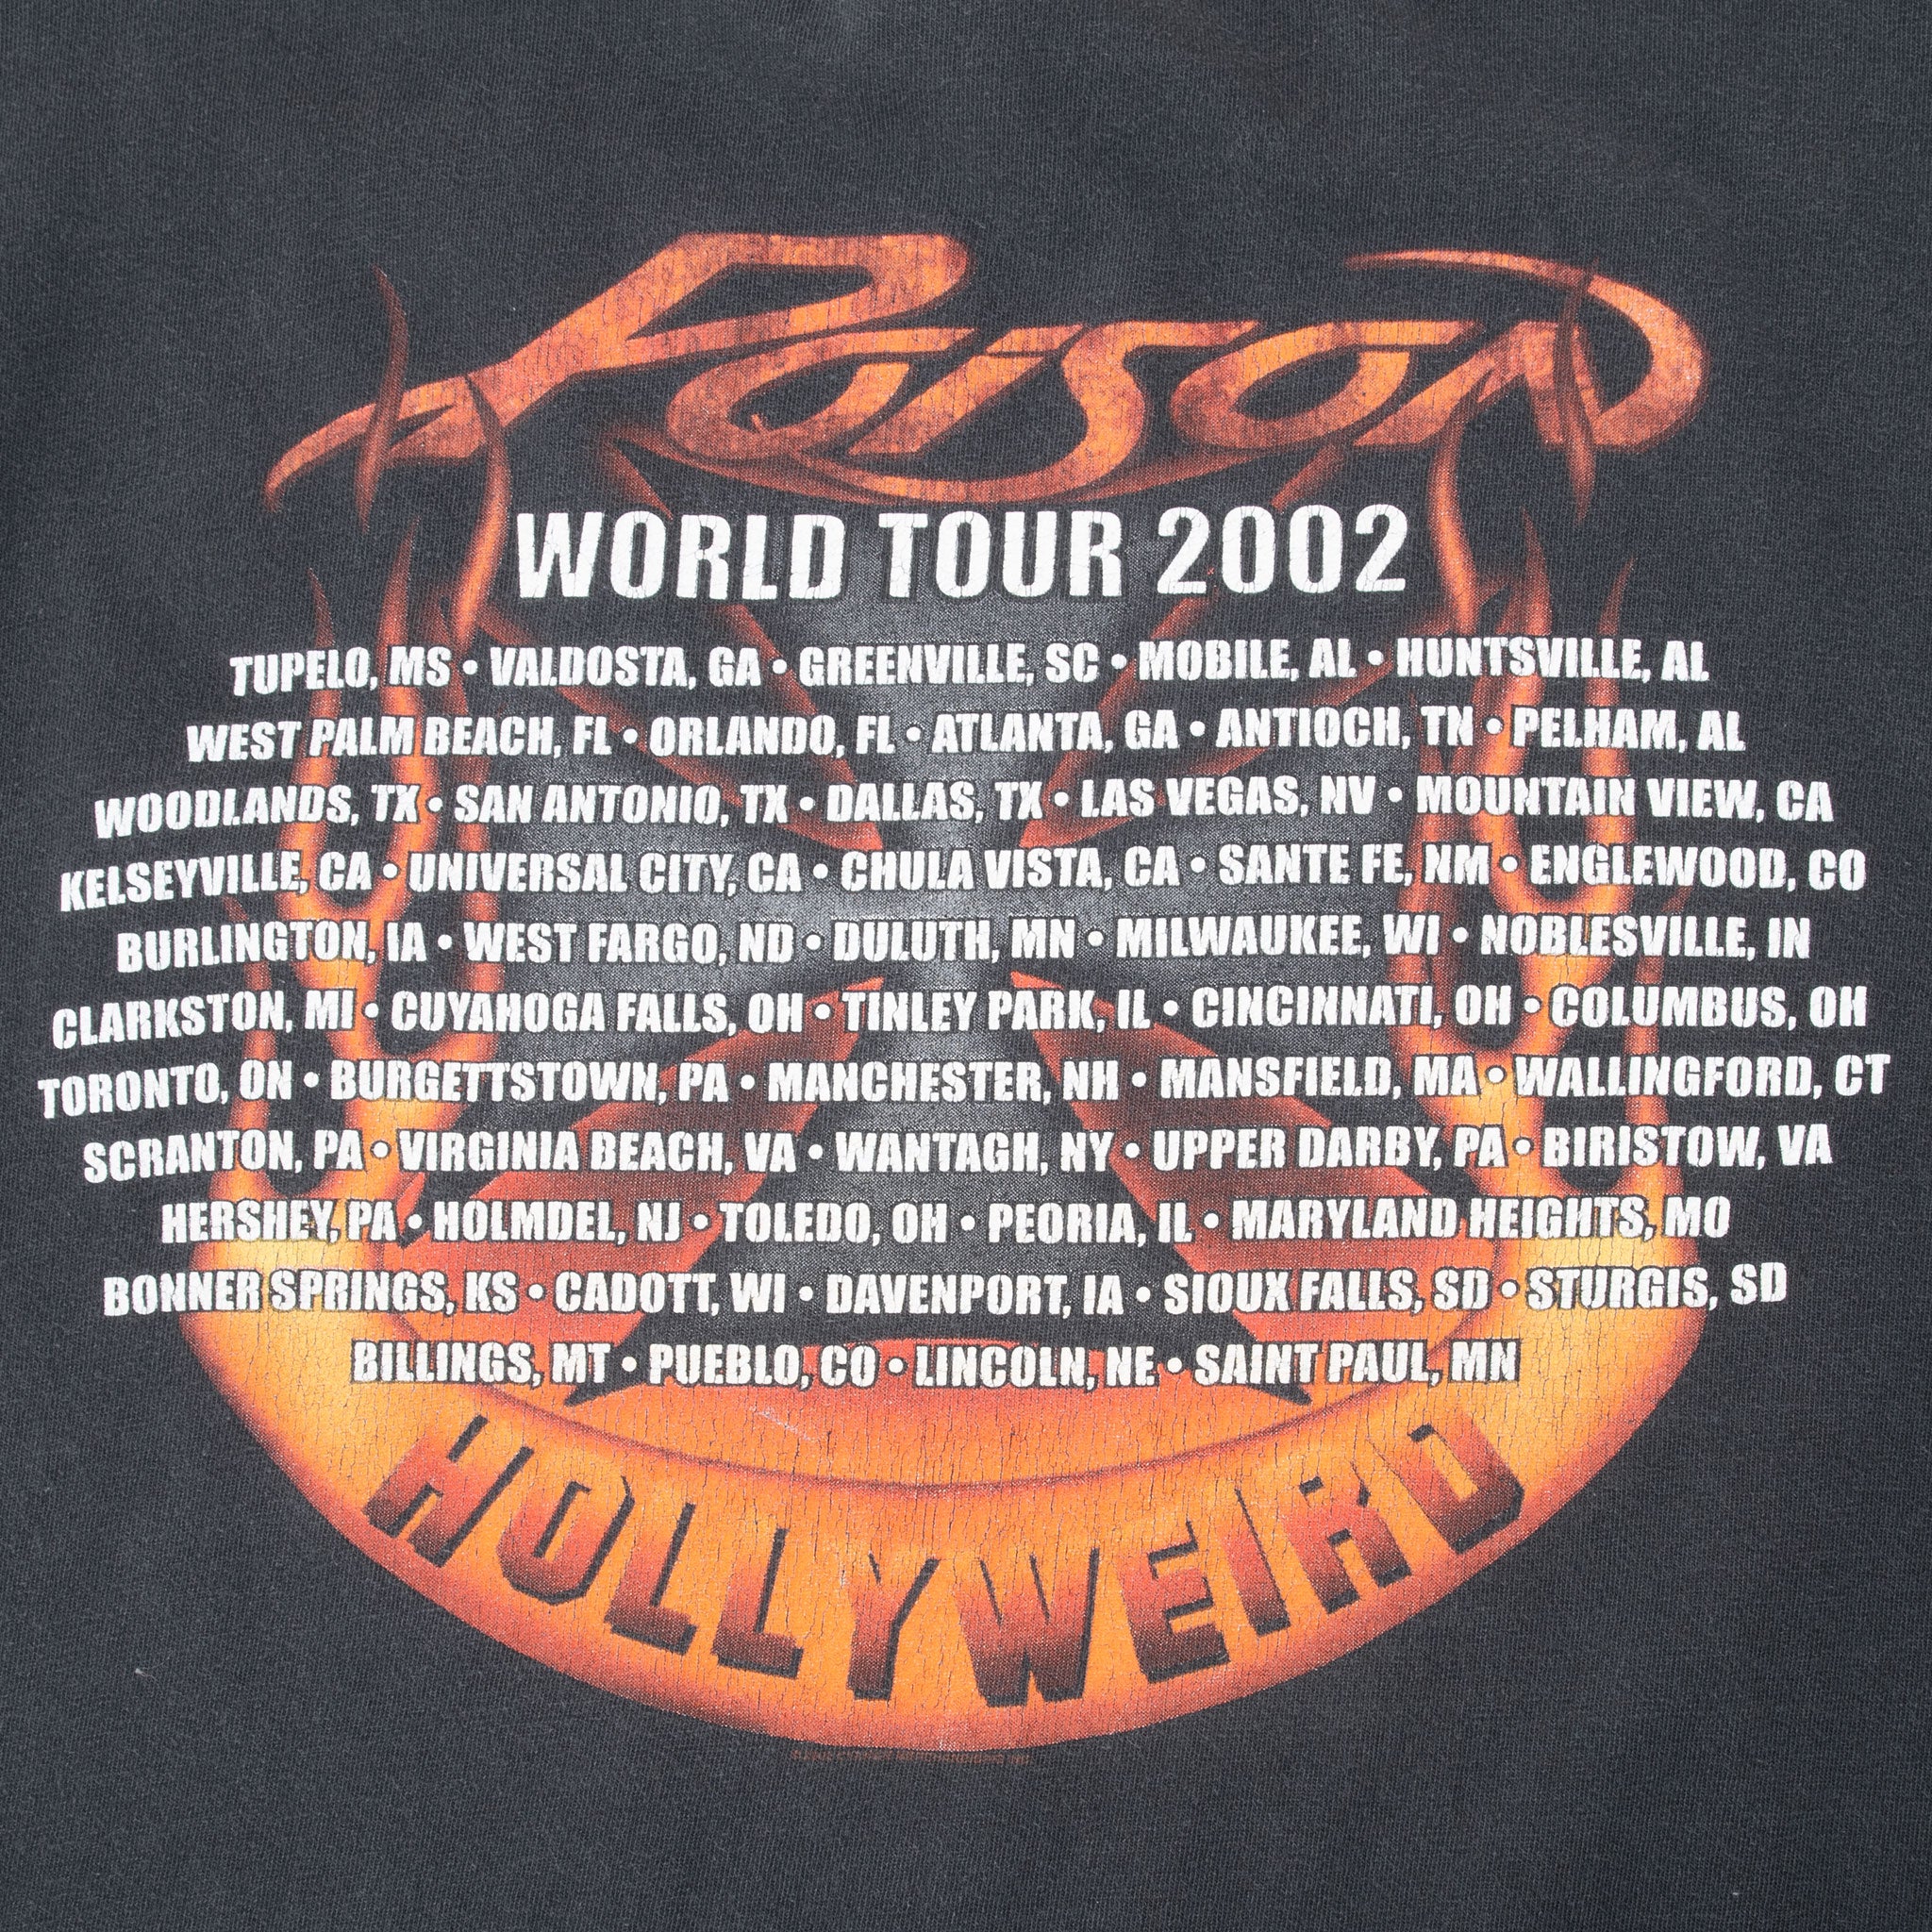 Poison
WORLD TOUR 2002
TUPELO, MS • VALDOSTA, GA • GREENVILLE, SC • MOBILE, AL • HUNTSVILLE, AL
WEST PALM BEACH, FL • ORLANDO, FL • ATLANTA, GA • ANTIOCH, TN • PELHAM, AL
WOODLANDS, TX • SAN ANTONIO, TX • DALLAS, TX • LAS VEGAS, NV • MOUNTAIN VIEW, CA
KELSEYVILLE, CA • UNIVERSAL CITY, CA • CHULA VISTA, CA • SANTE FE, NM • ENGLEWOOD, CO
BURLINGTON, IA • WEST FARGO, ND • DULUTH, MN • MILWAUKEE, WI • NOBLESVILLE, IN
CLARKSTON, MI • CUYAHOGA FALLS, OH • TINLEY PARK, IL • CINCINNATI, OH • COLUMBUS, OH
TORONTO, ON • BURGETTSTOWN, PA • MANCHESTER, NH • MANSFIELD, MA • WALLINGFORD, CT
SCRANTON, PA • VIRGINIA BEACH, VA • WANTAGH, NY • UPPER DARBY, PA • BIRISTOW, VA
HERSHEY, PA • HOLMDEL, NJ • TOLEDO, OH • PEORIA, IL • MARYLAND HEIGHTS, MO
BONNER SPRINGS, KS • CADOTT, WI • DAVENPORT, IA • SIOUX FALLS, SD • STURGIS, SD
BILLINGS, MT • PUEBLO, CO • LINCOLN, NE • SAINT PAUL, MN
HOLLYWEIRD